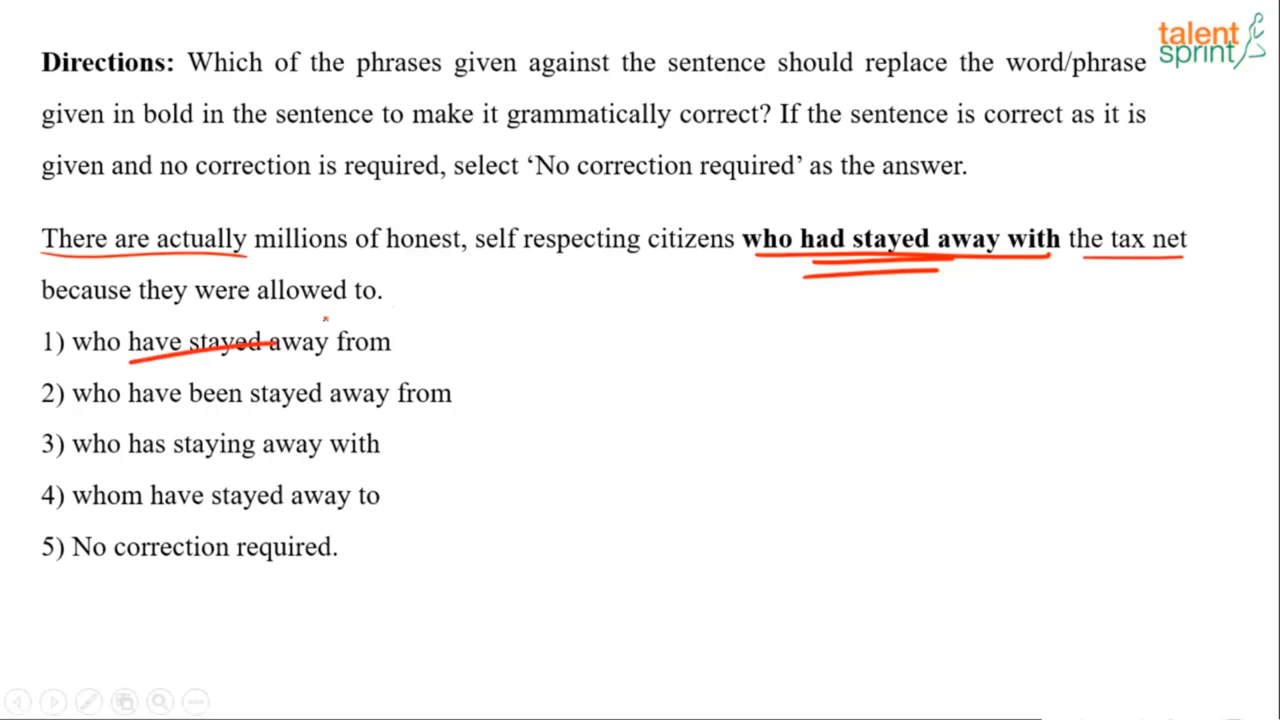 talent
sprint
Directions: Which of the phrases given against the sentence should replace the word/phrase
given in bold in the sentence to make it grammatically correct? If the sentence is correct as it is
given and no correction is required, select ‘No correction required’ as the answer.
There are actually millions of honest, self respecting citizens who had stayed away with the tax net
because they were allowed to.
1) who have stayed away from
2) who have been stayed away from
3) who has staying away with
4) whom have stayed away to
5) No correction required.